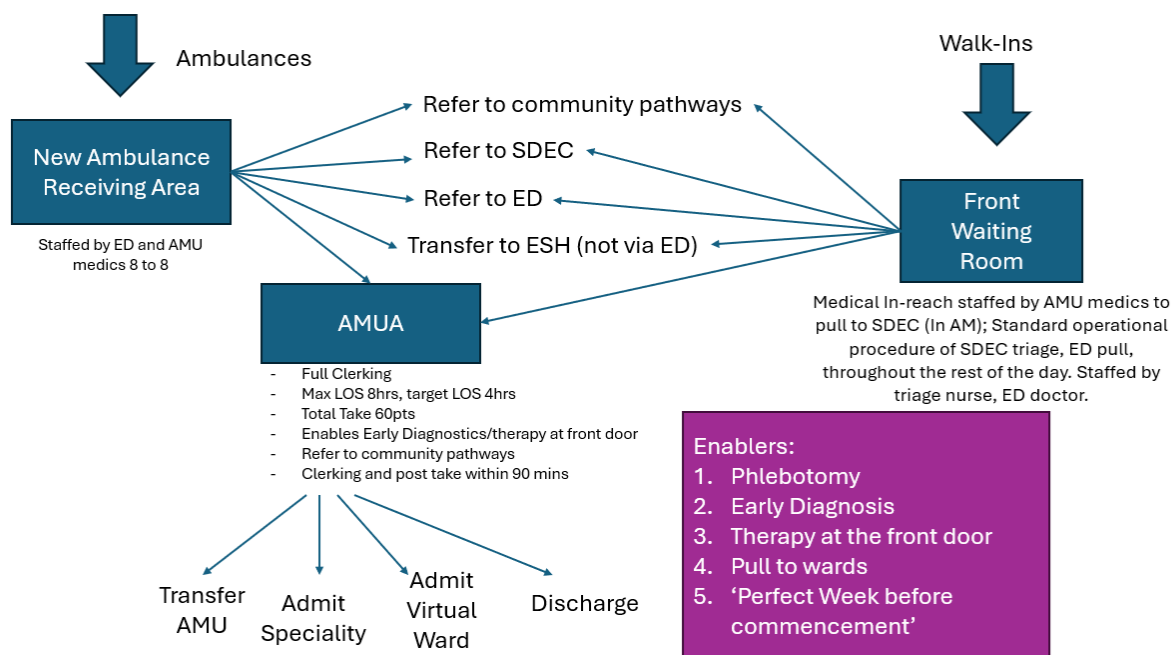 Ambulances
Walk-Ins
New Ambulance
Receiving Area
Staffed by ED and AMU
medics 8 to 8
Refer to community pathways
Refer to SDEC
Refer to ED
Transfer to ESH (not via ED)
Front
Waiting
Room
Medical In-reach staffed by AMU medics to
pull to SDEC (In AM); Standard operational
procedure of SDEC triage, ED pull,
throughout the rest of the day. Staffed by
triage nurse, ED doctor.
AMUA
- Full Clerking
- Max LOS 8hrs, target LOS 4hrs
- Total Take 60pts
- Enables Early Diagnostics/therapy at front door
- Refer to community pathways
- Clerking and post take within 90 mins
Transfer
AMU
Admit
Speciality
Admit
Virtual
Ward
Discharge
Enablers:
1. Phlebotomy
2. Early Diagnosis
3. Therapy at the front door
4. Pull to wards
5. ‘Perfect Week before
commencement’